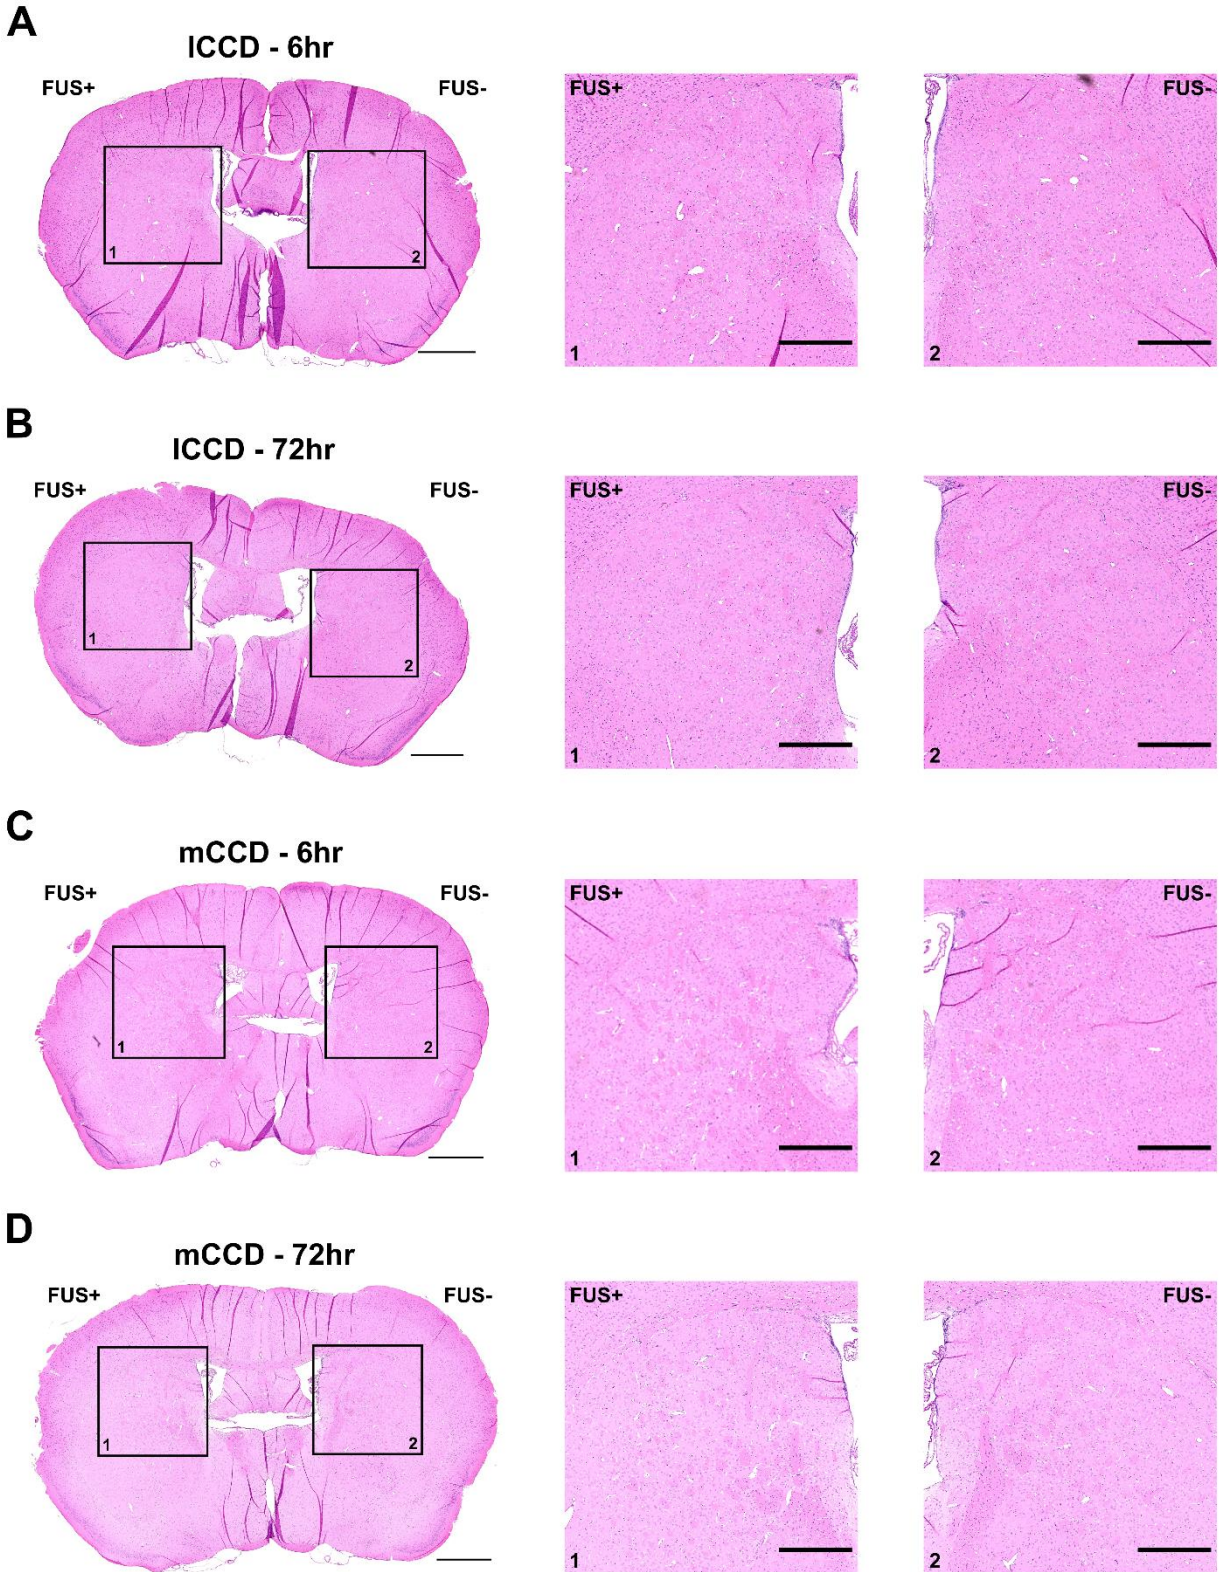 A
lCCD - 6hr
FUS+
FUS-
1
2
FUS+
1
FUS-
2
B
lCCD - 72hr
FUS+
FUS-
1
2
FUS+
1
FUS-
2
C
mCCD - 6hr
FUS+
FUS-
1
2
FUS+
1
FUS-
2
D
mCCD - 72hr
FUS+
FUS-
1
2
FUS+
1
FUS-
2